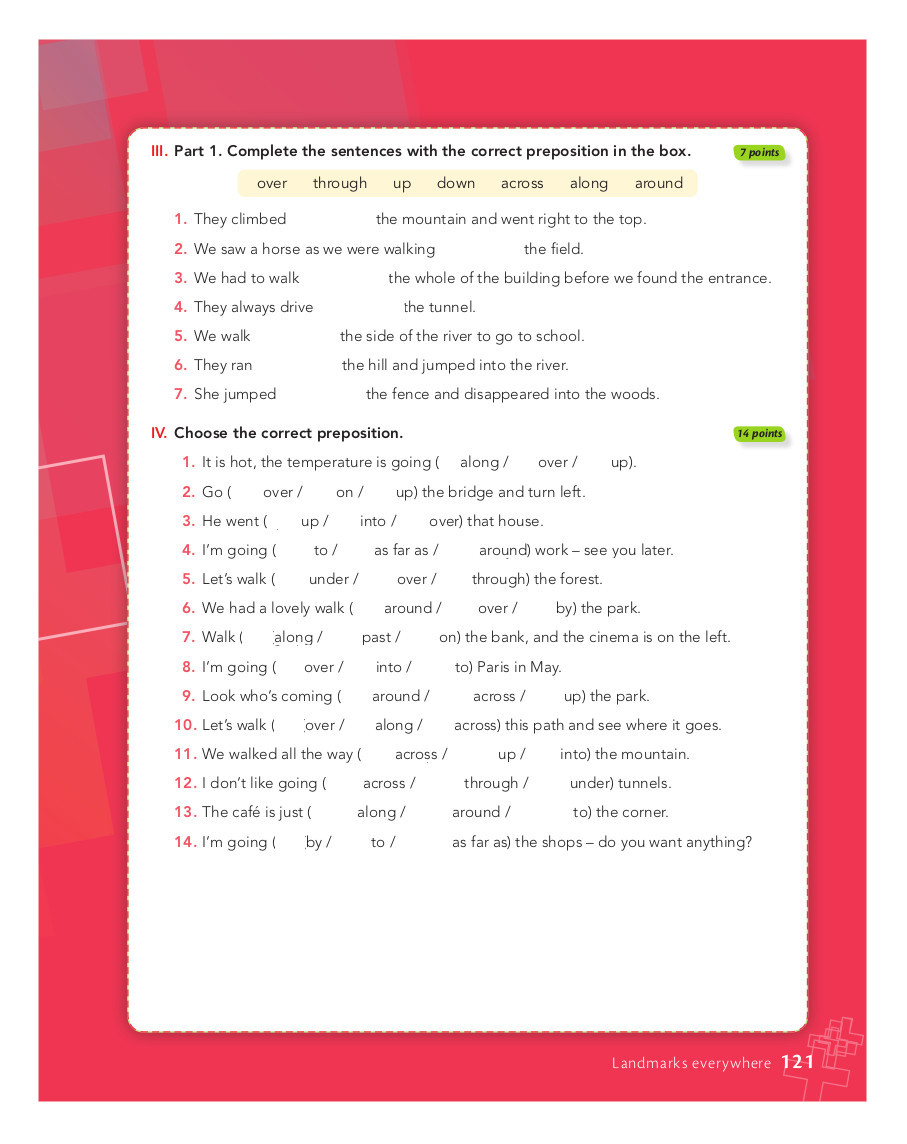 III. Part 1. Complete the sentences with the correct preposition in the box. 7 points
over through up down across along around
1. They climbed the mountain and went right to the top.
2. We saw a horse as we were walking the field.
3. We had to walk the whole of the building before we found the entrance.
4. They always drive the tunnel.
5. We walk the side of the river to go to school.
6. They ran the hill and jumped into the river.
7. She jumped the fence and disappeared into the woods.
IV. Choose the correct preposition. 14 points
1. It is hot, the temperature is going ( along / over / up).
2. Go ( over / on / up) the bridge and turn left.
3. He went ( up / into / over) that house.
4. I'm going ( to / as far as / around) work – see you later.
5. Let's walk ( under / over / through) the forest.
6. We had a lovely walk ( around / over / by) the park.
7. Walk ( along / past / on) the bank, and the cinema is on the left.
8. I'm going ( over / into / to) Paris in May.
9. Look who's coming ( around / across / up) the park.
10. Let's walk ( over / along / across) this path and see where it goes.
11. We walked all the way ( across / up / into) the mountain.
12. I don't like going ( across / through / under) tunnels.
13. The café is just ( along / around / to) the corner.
14. I'm going ( by / to / as far as) the shops – do you want anything?
Landmarks everywhere 121